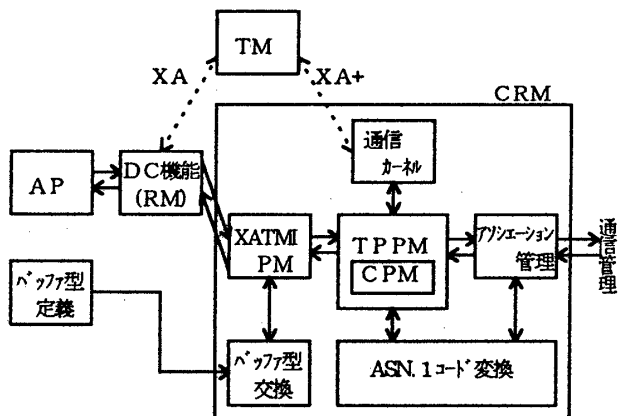 TM
XA
XA+
CRM
通信
カーネル
AP
DC機能
(RM)
XATMI
PM
TPPM
CPM
アソシエーション
管理
通信管理
バッファ型
定義
バッファ型
交換
ASN.1コード変換